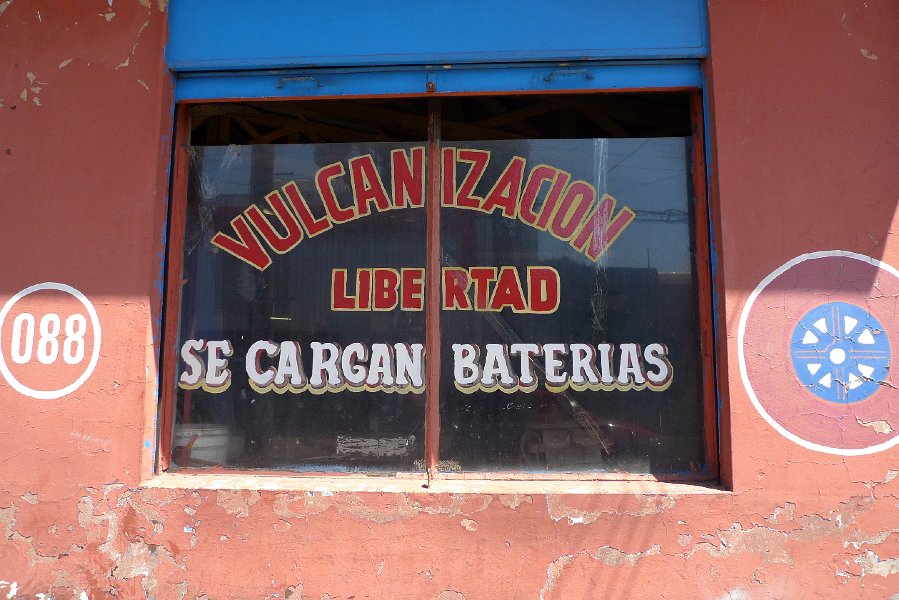 VULCANIZACION
LIBERTAD
SE CARGAN BATERIAS
088